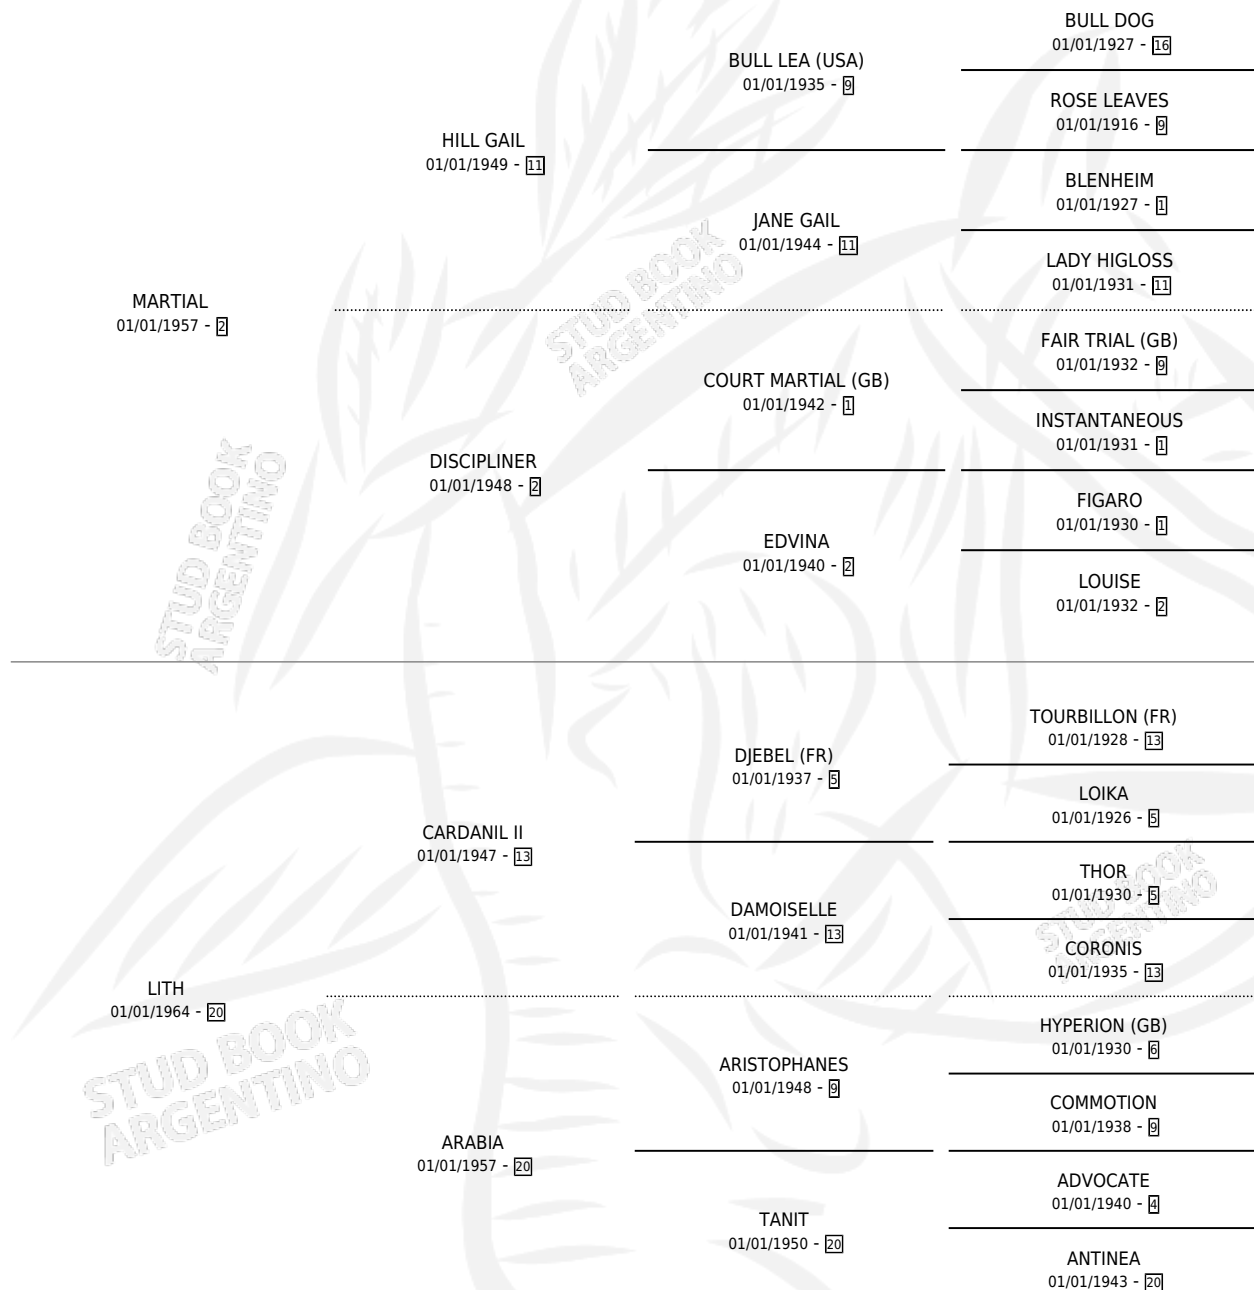 BULL DOG
01/01/1927 - 16
BULL LEA (USA)
01/01/1935 - 9
ROSE LEAVES
01/01/1916 - 9
HILL GAIL
01/01/1949 - 11
BLENHEIM
01/01/1927 - 1
JANE GAIL
01/01/1944 - 11
LADY HIGLOSS
01/01/1931 - 11
MARTIAL
01/01/1957 - 2
FAIR TRIAL (GB)
01/01/1932 - 9
COURT MARTIAL (GB)
01/01/1942 - 1
INSTANTANEOUS
01/01/1931 - 1
DISCIPLINER
01/01/1948 - 2
FIGARO
01/01/1930 - 1
EDVINA
01/01/1940 - 2
LOUISE
01/01/1932 - 2
TOURBILLON (FR)
01/01/1928 - 13
DJEBEL (FR)
01/01/1937 - 5
LOIKA
01/01/1926 - 5
CARDANIL II
01/01/1947 - 13
THOR
01/01/1930 - 5
DAMOISELLE
01/01/1941 - 13
CORONIS
01/01/1935 - 13
LITH
01/01/1964 - 20
HYPERION (GB)
01/01/1930 - 6
ARISTOPHANES
01/01/1948 - 9
COMMOTION
01/01/1938 - 9
ARABIA
01/01/1957 - 20
ADVOCATE
01/01/1940 - 4
TANIT
01/01/1950 - 20
ANTINEA
01/01/1943 - 20
STUD BOOK
ARGENTINO
STUD BOOK
ARGENTINO
STUD BOOK
ARGENTINO
STUD BOOK
ARGENTINO